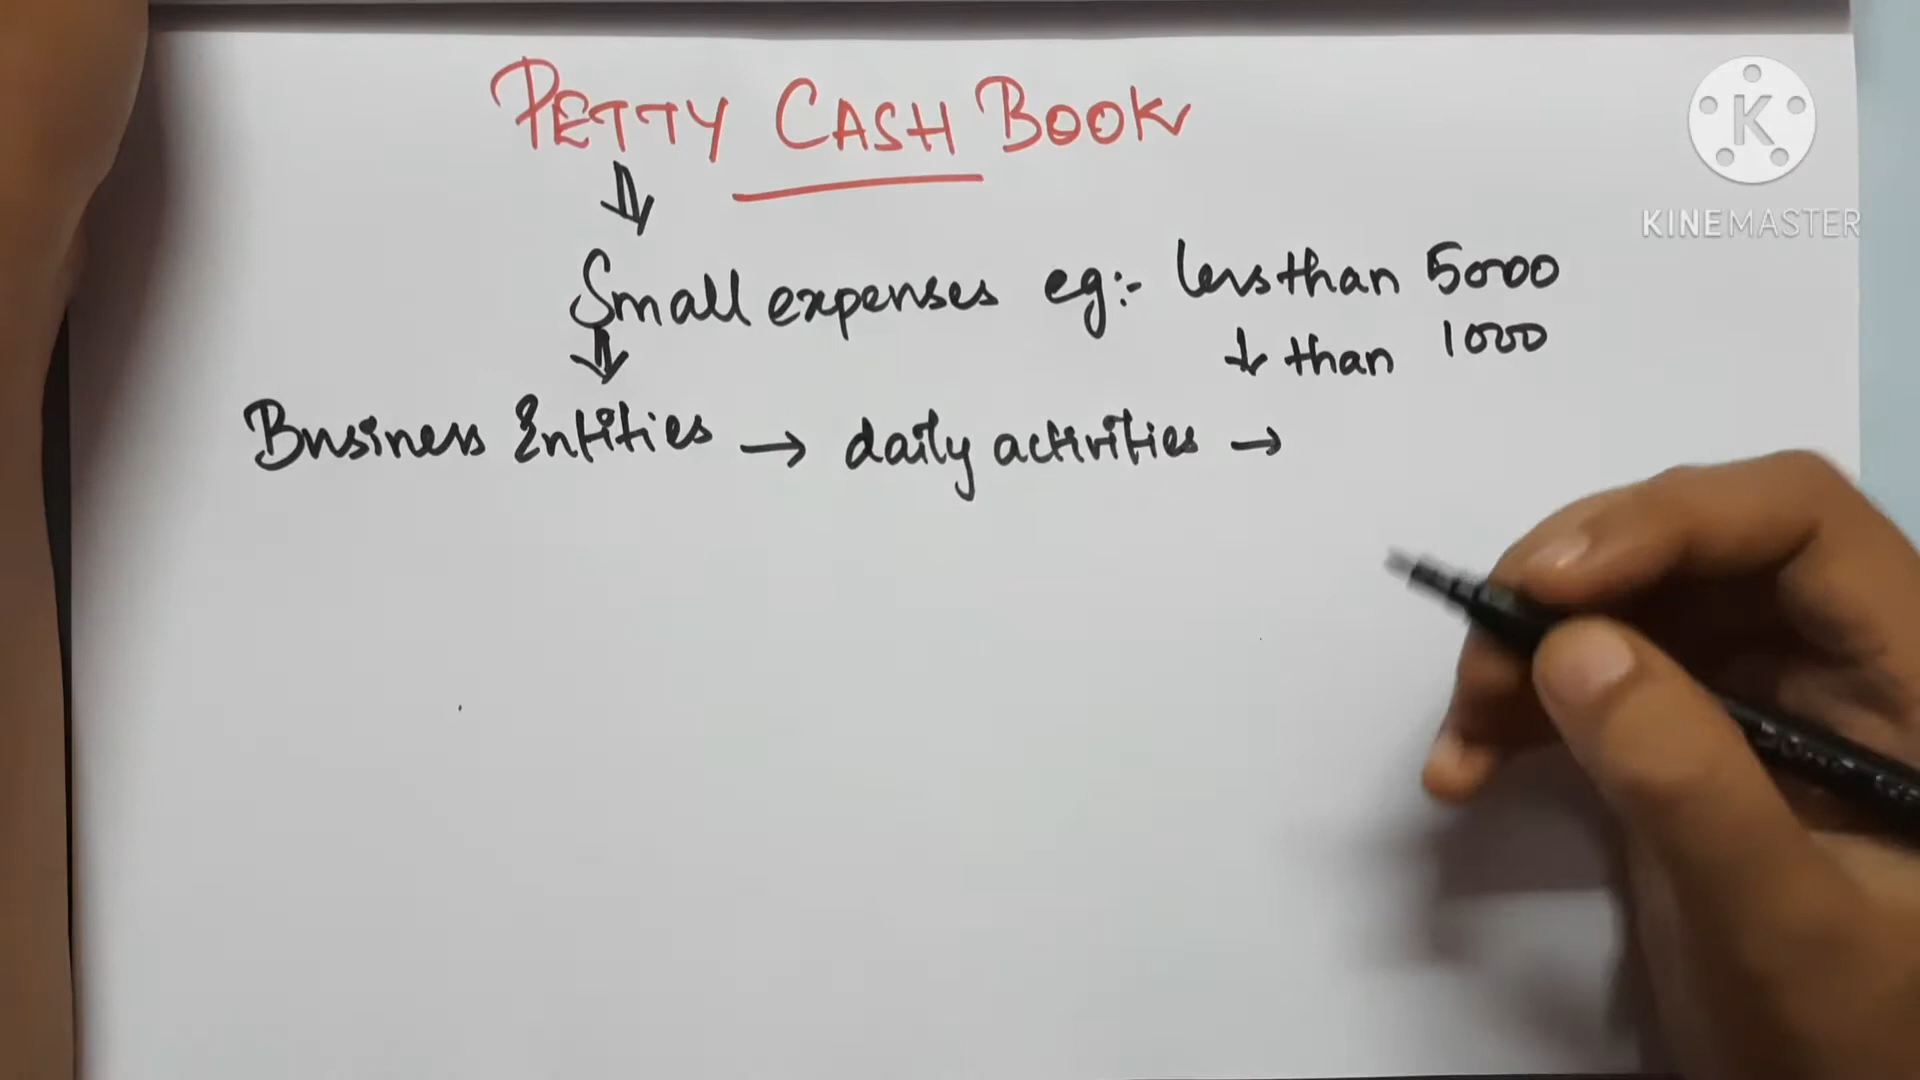 PETTY CASH BOOK
⇓
Small expenses eg:- less than 5000
⇓ ↓ than 1000
Business Entities → daily activities →
K
KINEMASTER